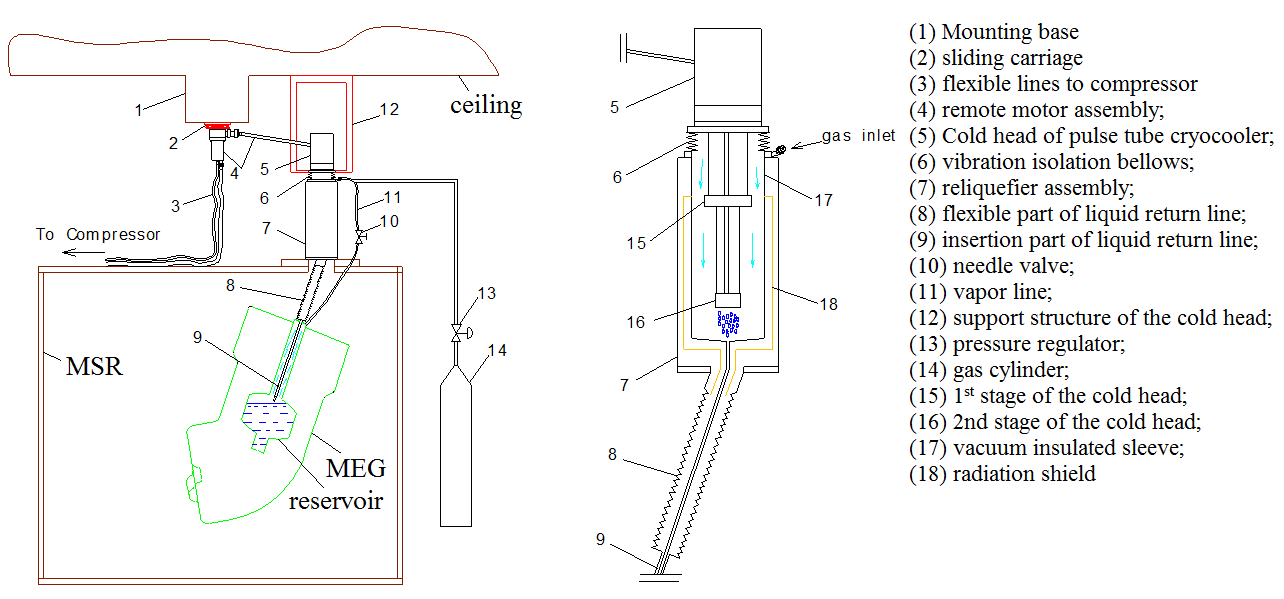 ceiling
1
2
3
4
5
6
7
8
9
10
11
12
13
14
To Compressor
MSR
MEG
reservoir
5
6
gas inlet
17
15
16
18
7
8
9
(1) Mounting base
(2) sliding carriage
(3) flexible lines to compressor
(4) remote motor assembly;
(5) Cold head of pulse tube cryocooler;
(6) vibration isolation bellows;
(7) reliquefier assembly;
(8) flexible part of liquid return line;
(9) insertion part of liquid return line;
(10) needle valve;
(11) vapor line;
(12) support structure of the cold head;
(13) pressure regulator;
(14) gas cylinder;
(15) 1st stage of the cold head;
(16) 2nd stage of the cold head;
(17) vacuum insulated sleeve;
(18) radiation shield